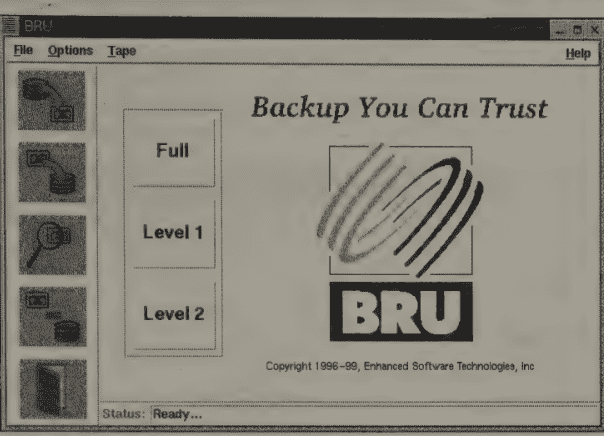 BRU
File Options Tape Help
Backup You Can Trust
Full
Level 1
Level 2
BRU
Copyright 1996-99, Enhanced Software Technologies, Inc
Status: Ready...